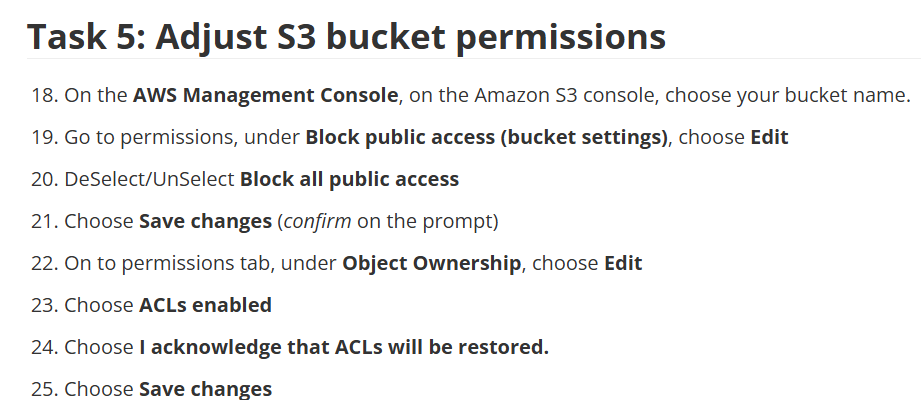 Task 5: Adjust S3 bucket permissions
18. On the AWS Management Console, on the Amazon S3 console, choose your bucket name.
19. Go to permissions, under Block public access (bucket settings), choose Edit
20. DeSelect/UnSelect Block all public access
21. Choose Save changes (confirm on the prompt)
22. On to permissions tab, under Object Ownership, choose Edit
23. Choose ACLs enabled
24. Choose I acknowledge that ACLs will be restored.
25. Choose Save changes